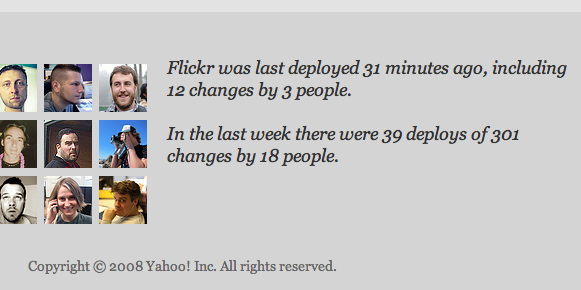 Flickr was last deployed 31 minutes ago, including
12 changes by 3 people.
In the last week there were 39 deploys of 301
changes by 18 people.
Copyright © 2008 Yahoo! Inc. All rights reserved.